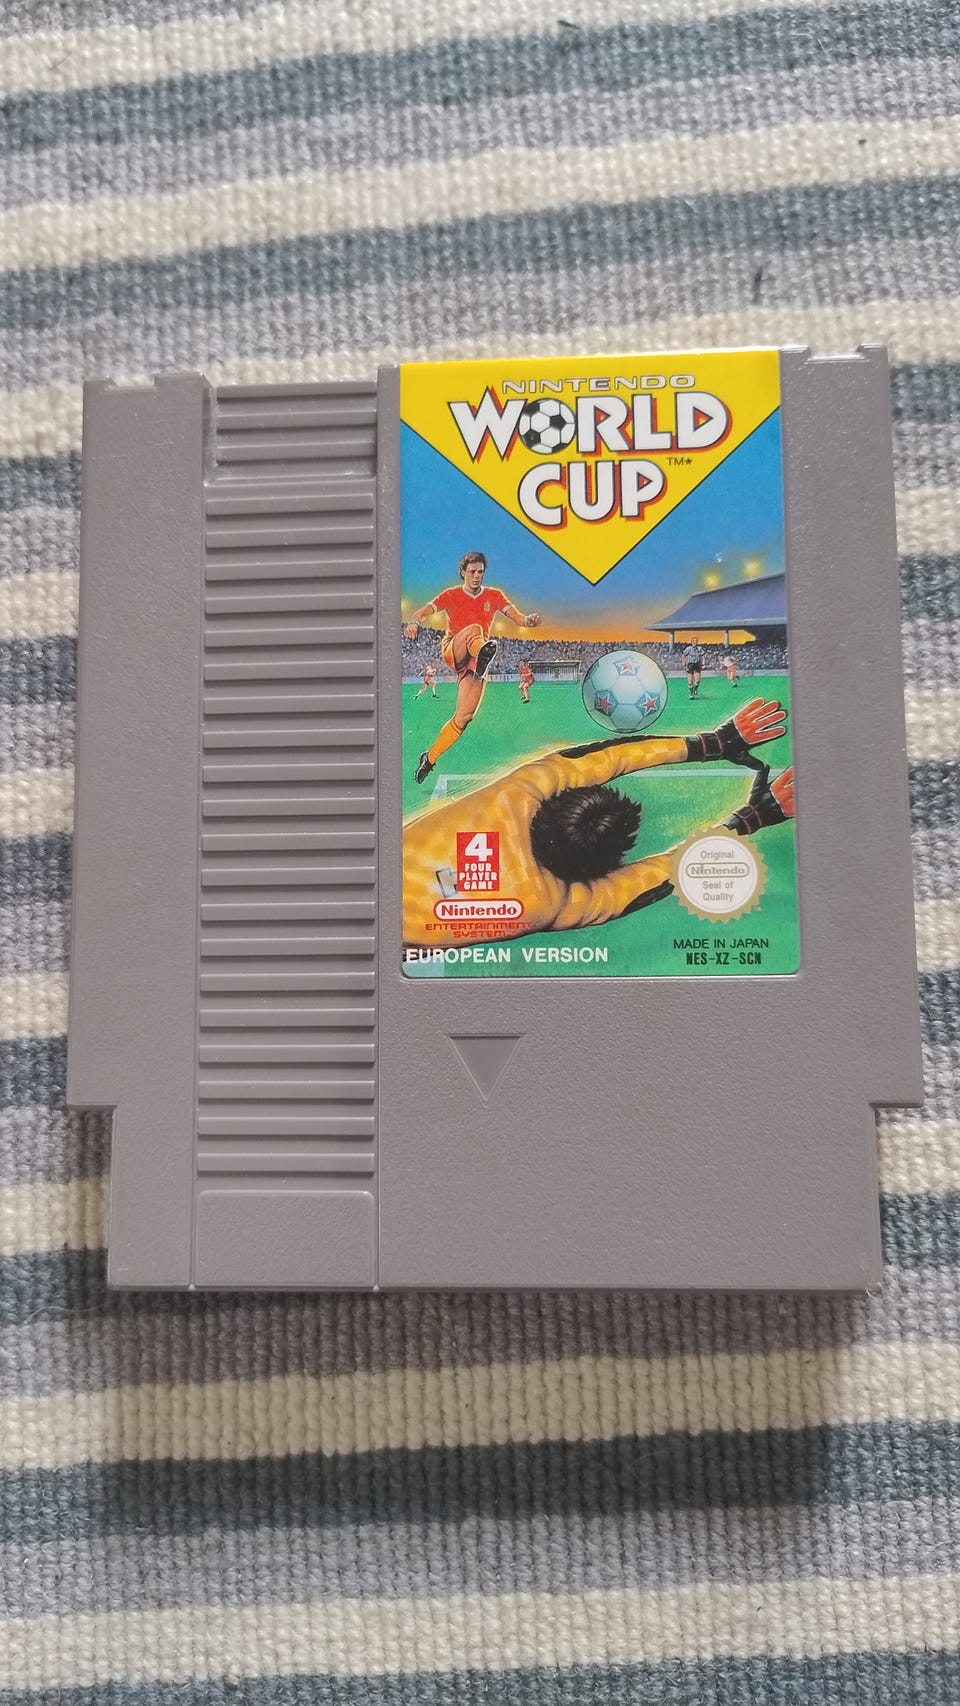 NINTENDO
WORLD
CUP
TM★
4
FOUR
PLAYER
GAME
Nintendo
ENTERTAINMENT
SYSTEM
EUROPEAN VERSION
Original
Nintendo
Seal of
Quality
MADE IN JAPAN
NES-XZ-SCN